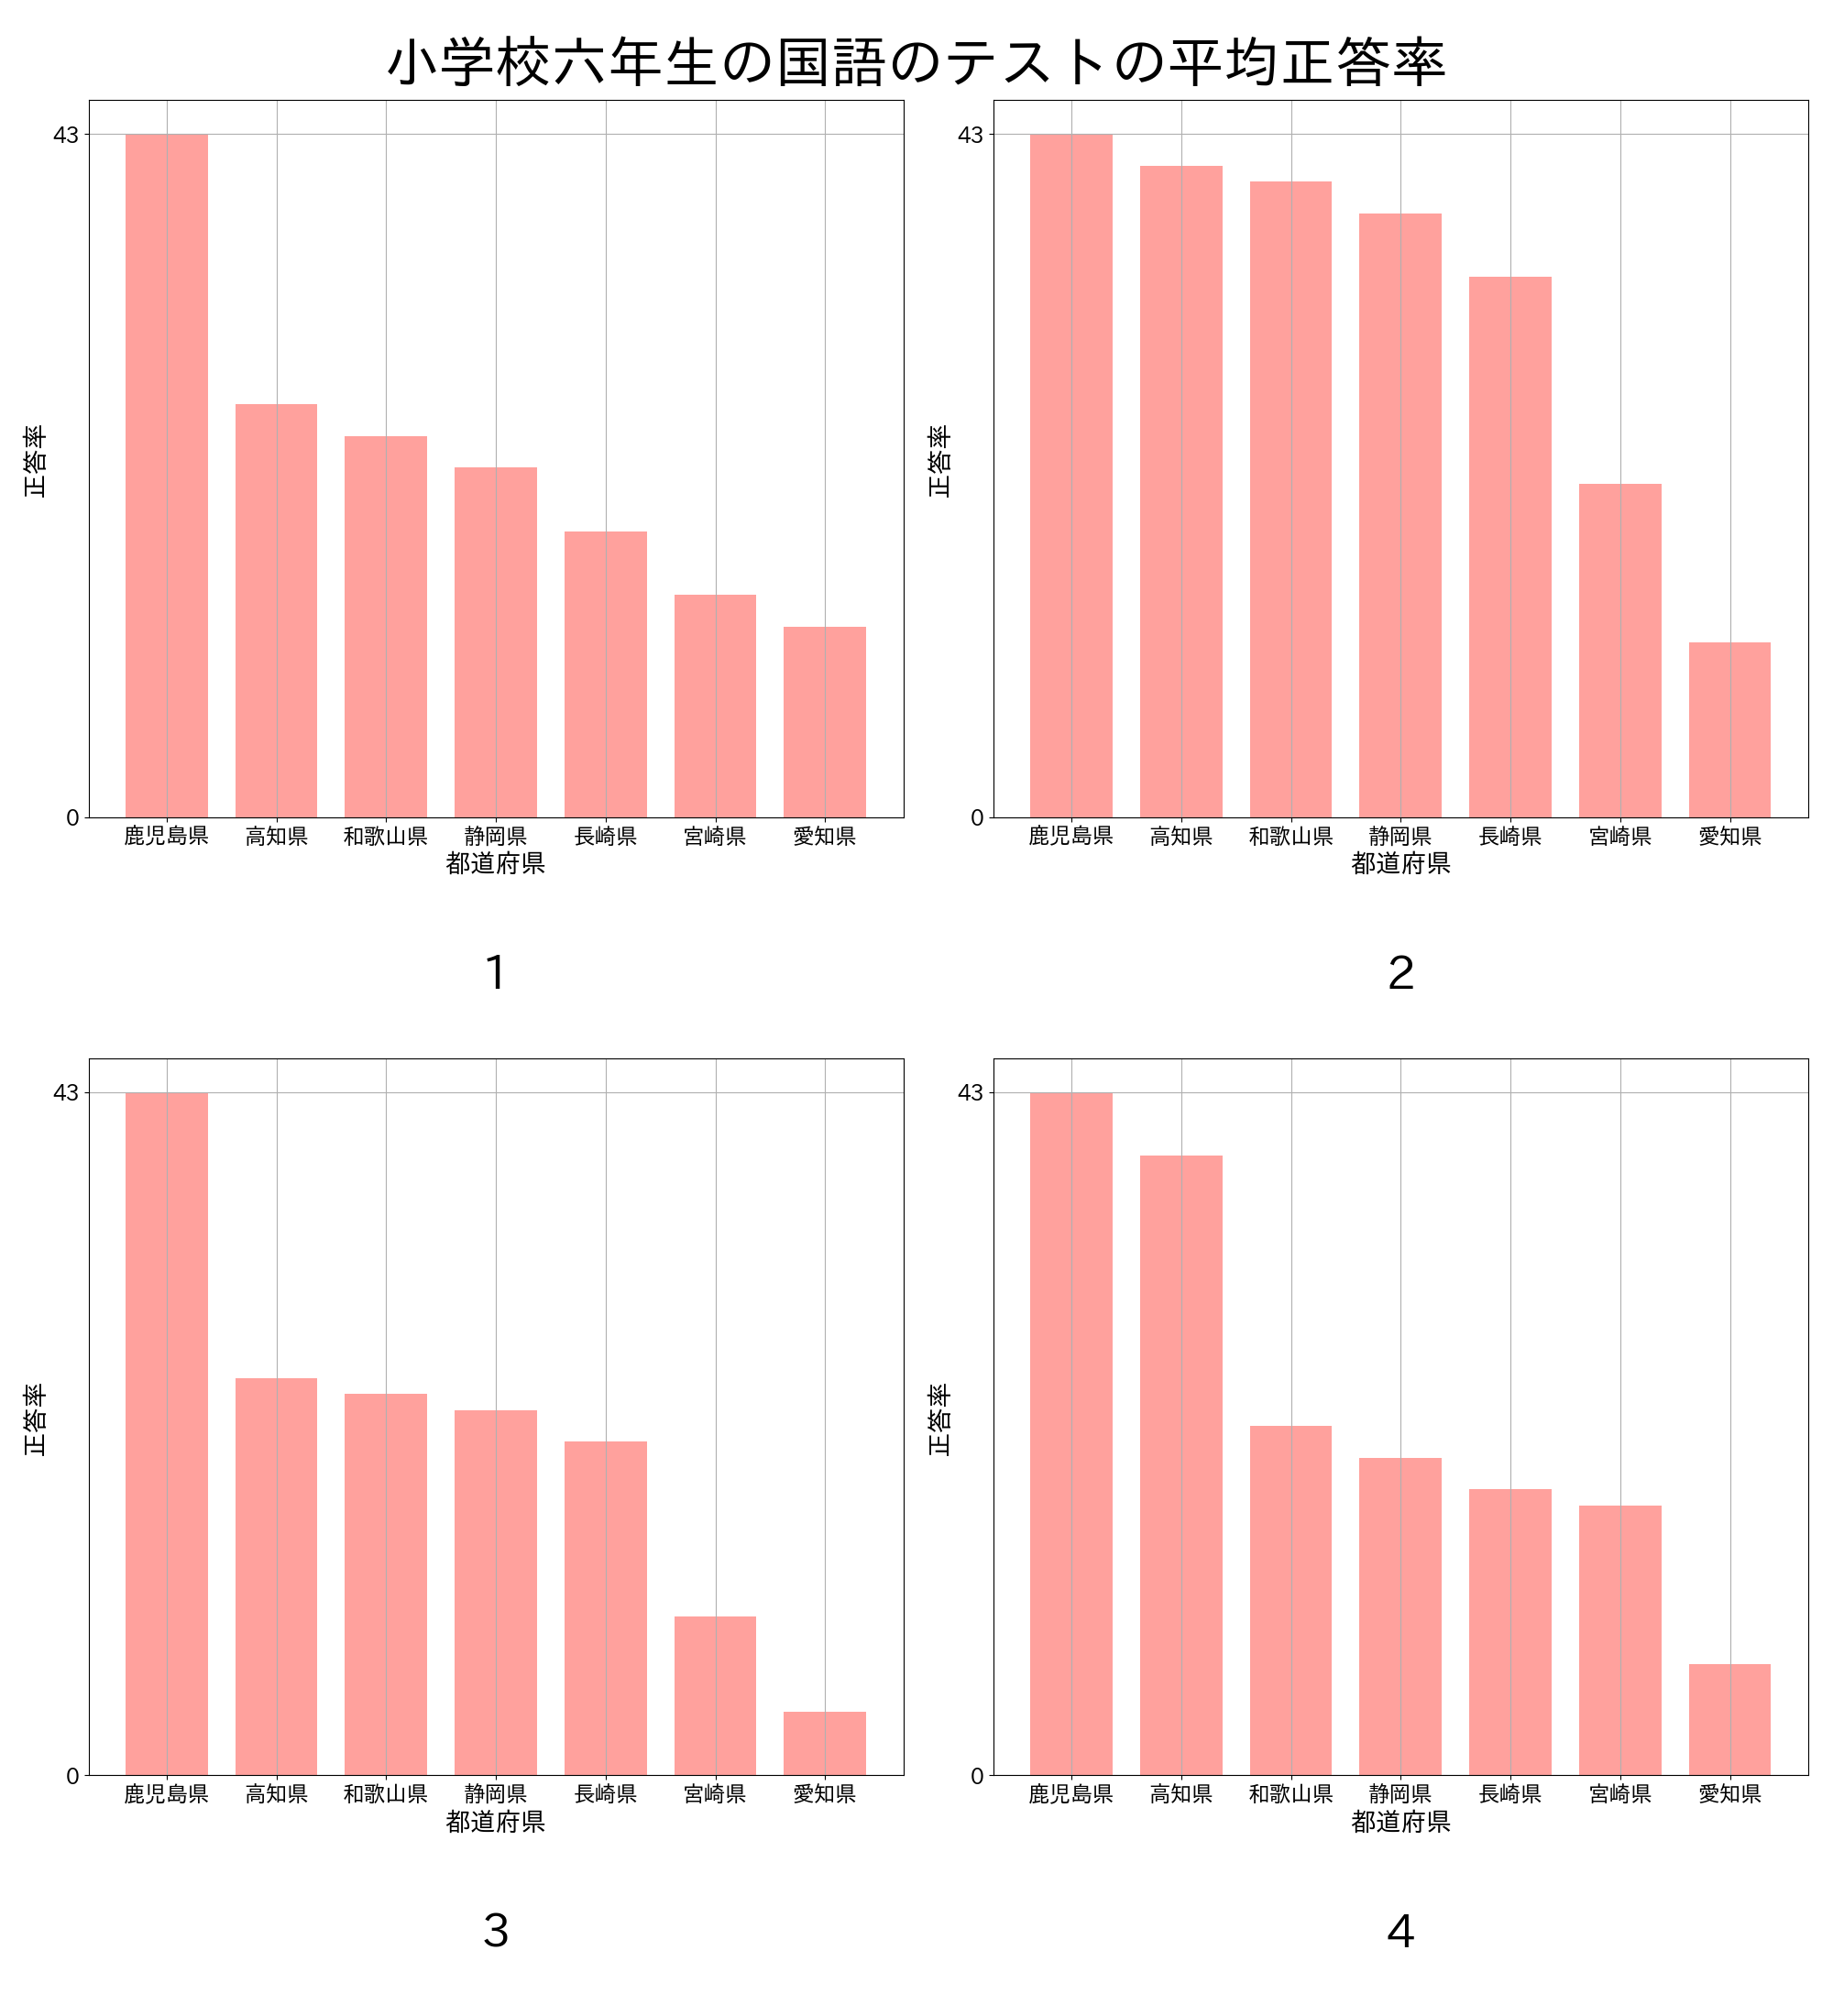 小学校六年生の国語のテストの平均正答率
43
0
正答率
鹿児島県 高知県 和歌山県 静岡県 長崎県 宮崎県 愛知県
都道府県
1
43
0
正答率
鹿児島県 高知県 和歌山県 静岡県 長崎県 宮崎県 愛知県
都道府県
2
43
0
正答率
鹿児島県 高知県 和歌山県 静岡県 長崎県 宮崎県 愛知県
都道府県
3
43
0
正答率
鹿児島県 高知県 和歌山県 静岡県 長崎県 宮崎県 愛知県
都道府県
4